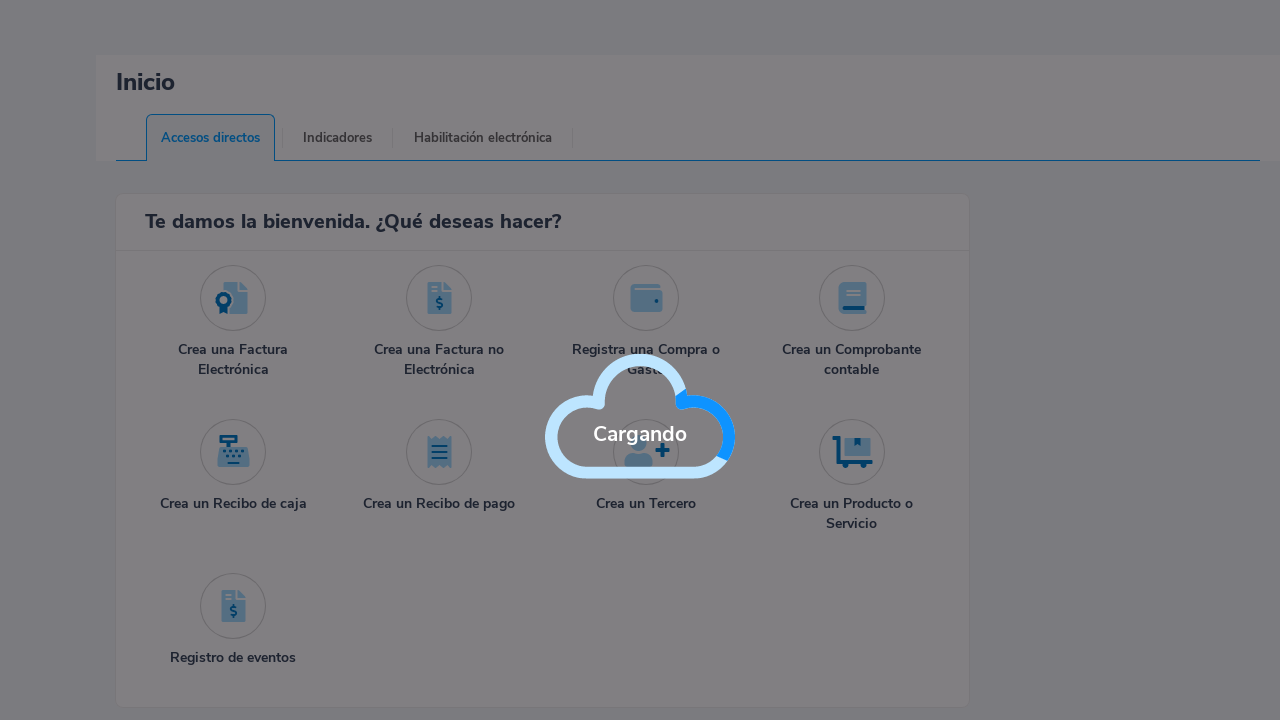 Inicio
Accesos directos
Indicadores
Habilitación electrónica
Te damos la bienvenida. ¿Qué deseas hacer?
Crea una Factura
Electrónica
Crea una Factura no
Electrónica
Registra una Compra o
Gasto
Crea un Comprobante
contable
Cargando
Crea un Recibo de caja
Crea un Recibo de pago
Crea un Tercero
Crea un Producto o
Servicio
Registro de eventos